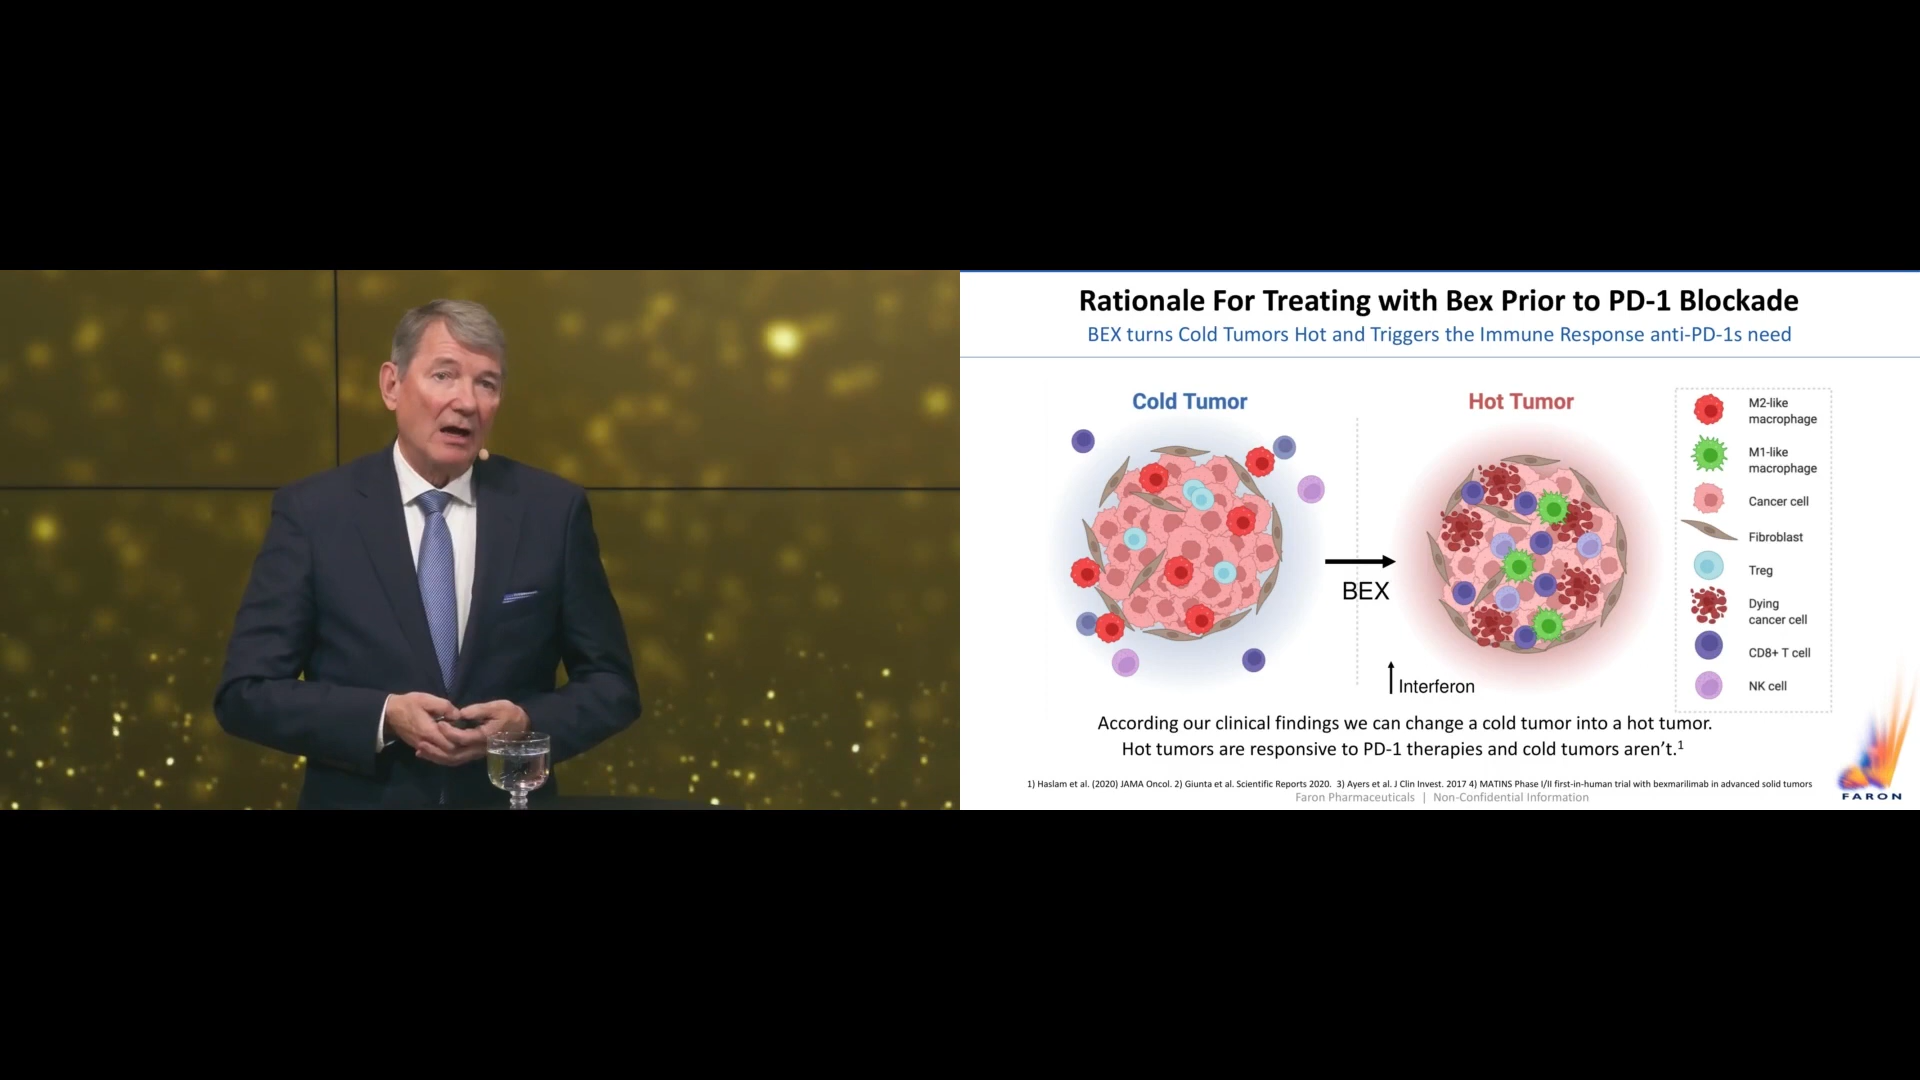 Rationale For Treating with Bex Prior to PD-1 Blockade
BEX turns Cold Tumors Hot and Triggers the Immune Response anti-PD-1s need
Cold Tumor
Hot Tumor
BEX
Interferon
M2-like
macrophage
M1-like
macrophage
Cancer cell
Fibroblast
Treg
Dying
cancer cell
CD8+ T cell
NK cell
According our clinical findings we can change a cold tumor into a hot tumor.
Hot tumors are responsive to PD-1 therapies and cold tumors aren't.1
1) Haslam et al. (2020) JAMA Oncol. 2) Giunta et al. Scientific Reports 2020. 3) Ayers et al. J Clin Invest. 2017 4) MATINS Phase I/II first-in-human trial with bexmarilimab in advanced solid tumors
Faron Pharmaceuticals | Non-Confidential Information
FARON